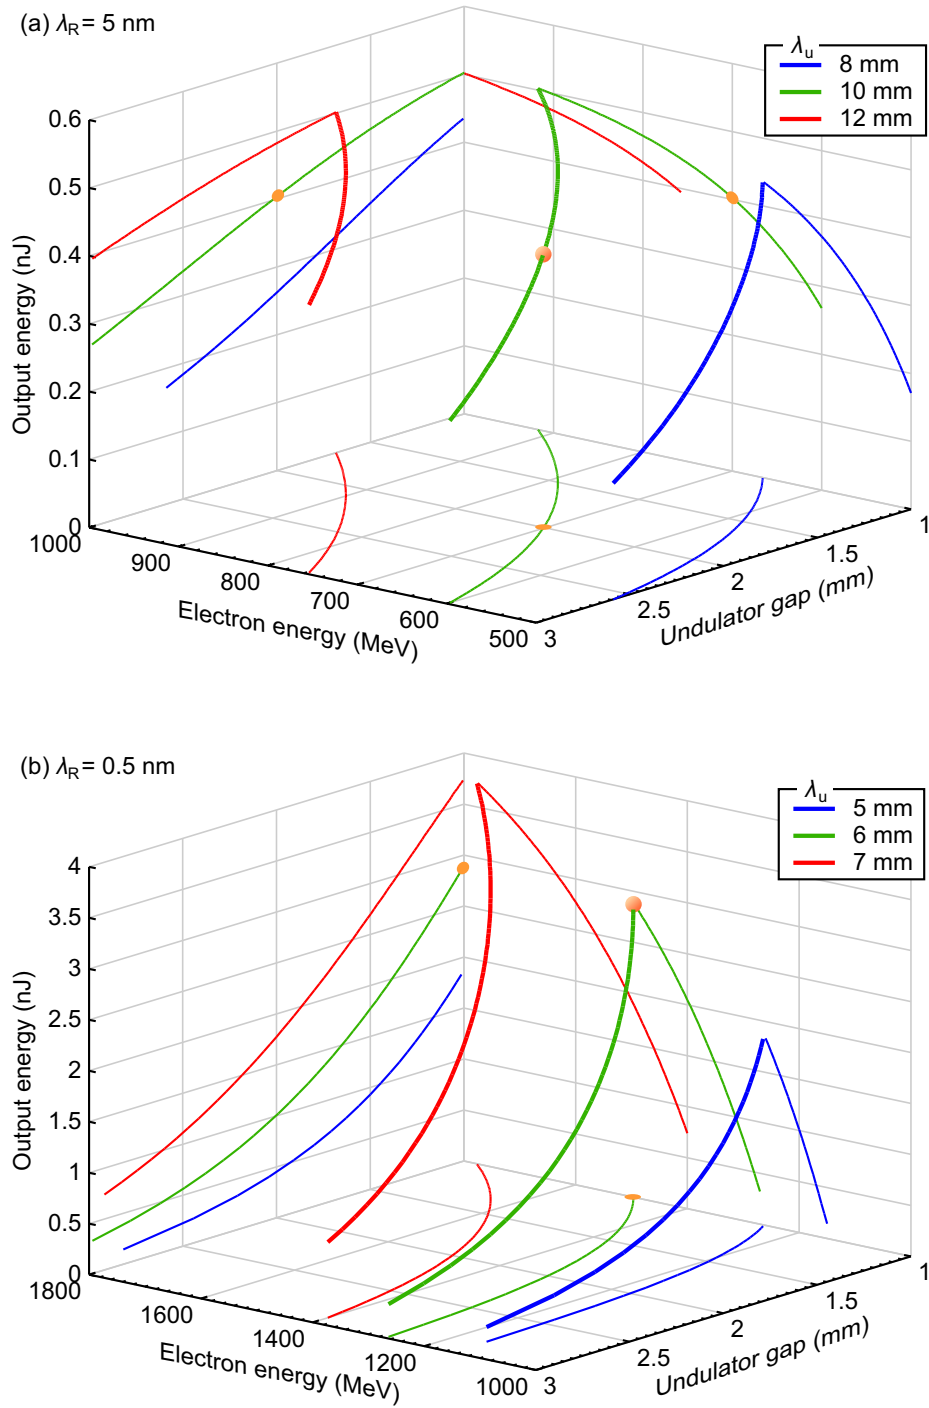 (a) λR = 5 nm
λu
8 mm
10 mm
12 mm
0.6
0.5
0.4
0.3
0.2
0.1
0
Output energy (nJ)
1000
900
800
700
600
500
Electron energy (MeV)
3
2.5
2
1.5
1
Undulator gap (mm)
(b) λR = 0.5 nm
λu
5 mm
6 mm
7 mm
4
3.5
3
2.5
2
1.5
1
0.5
0
Output energy (nJ)
1800
1600
1400
1200
1000
Electron energy (MeV)
3
2.5
2
1.5
1
Undulator gap (mm)